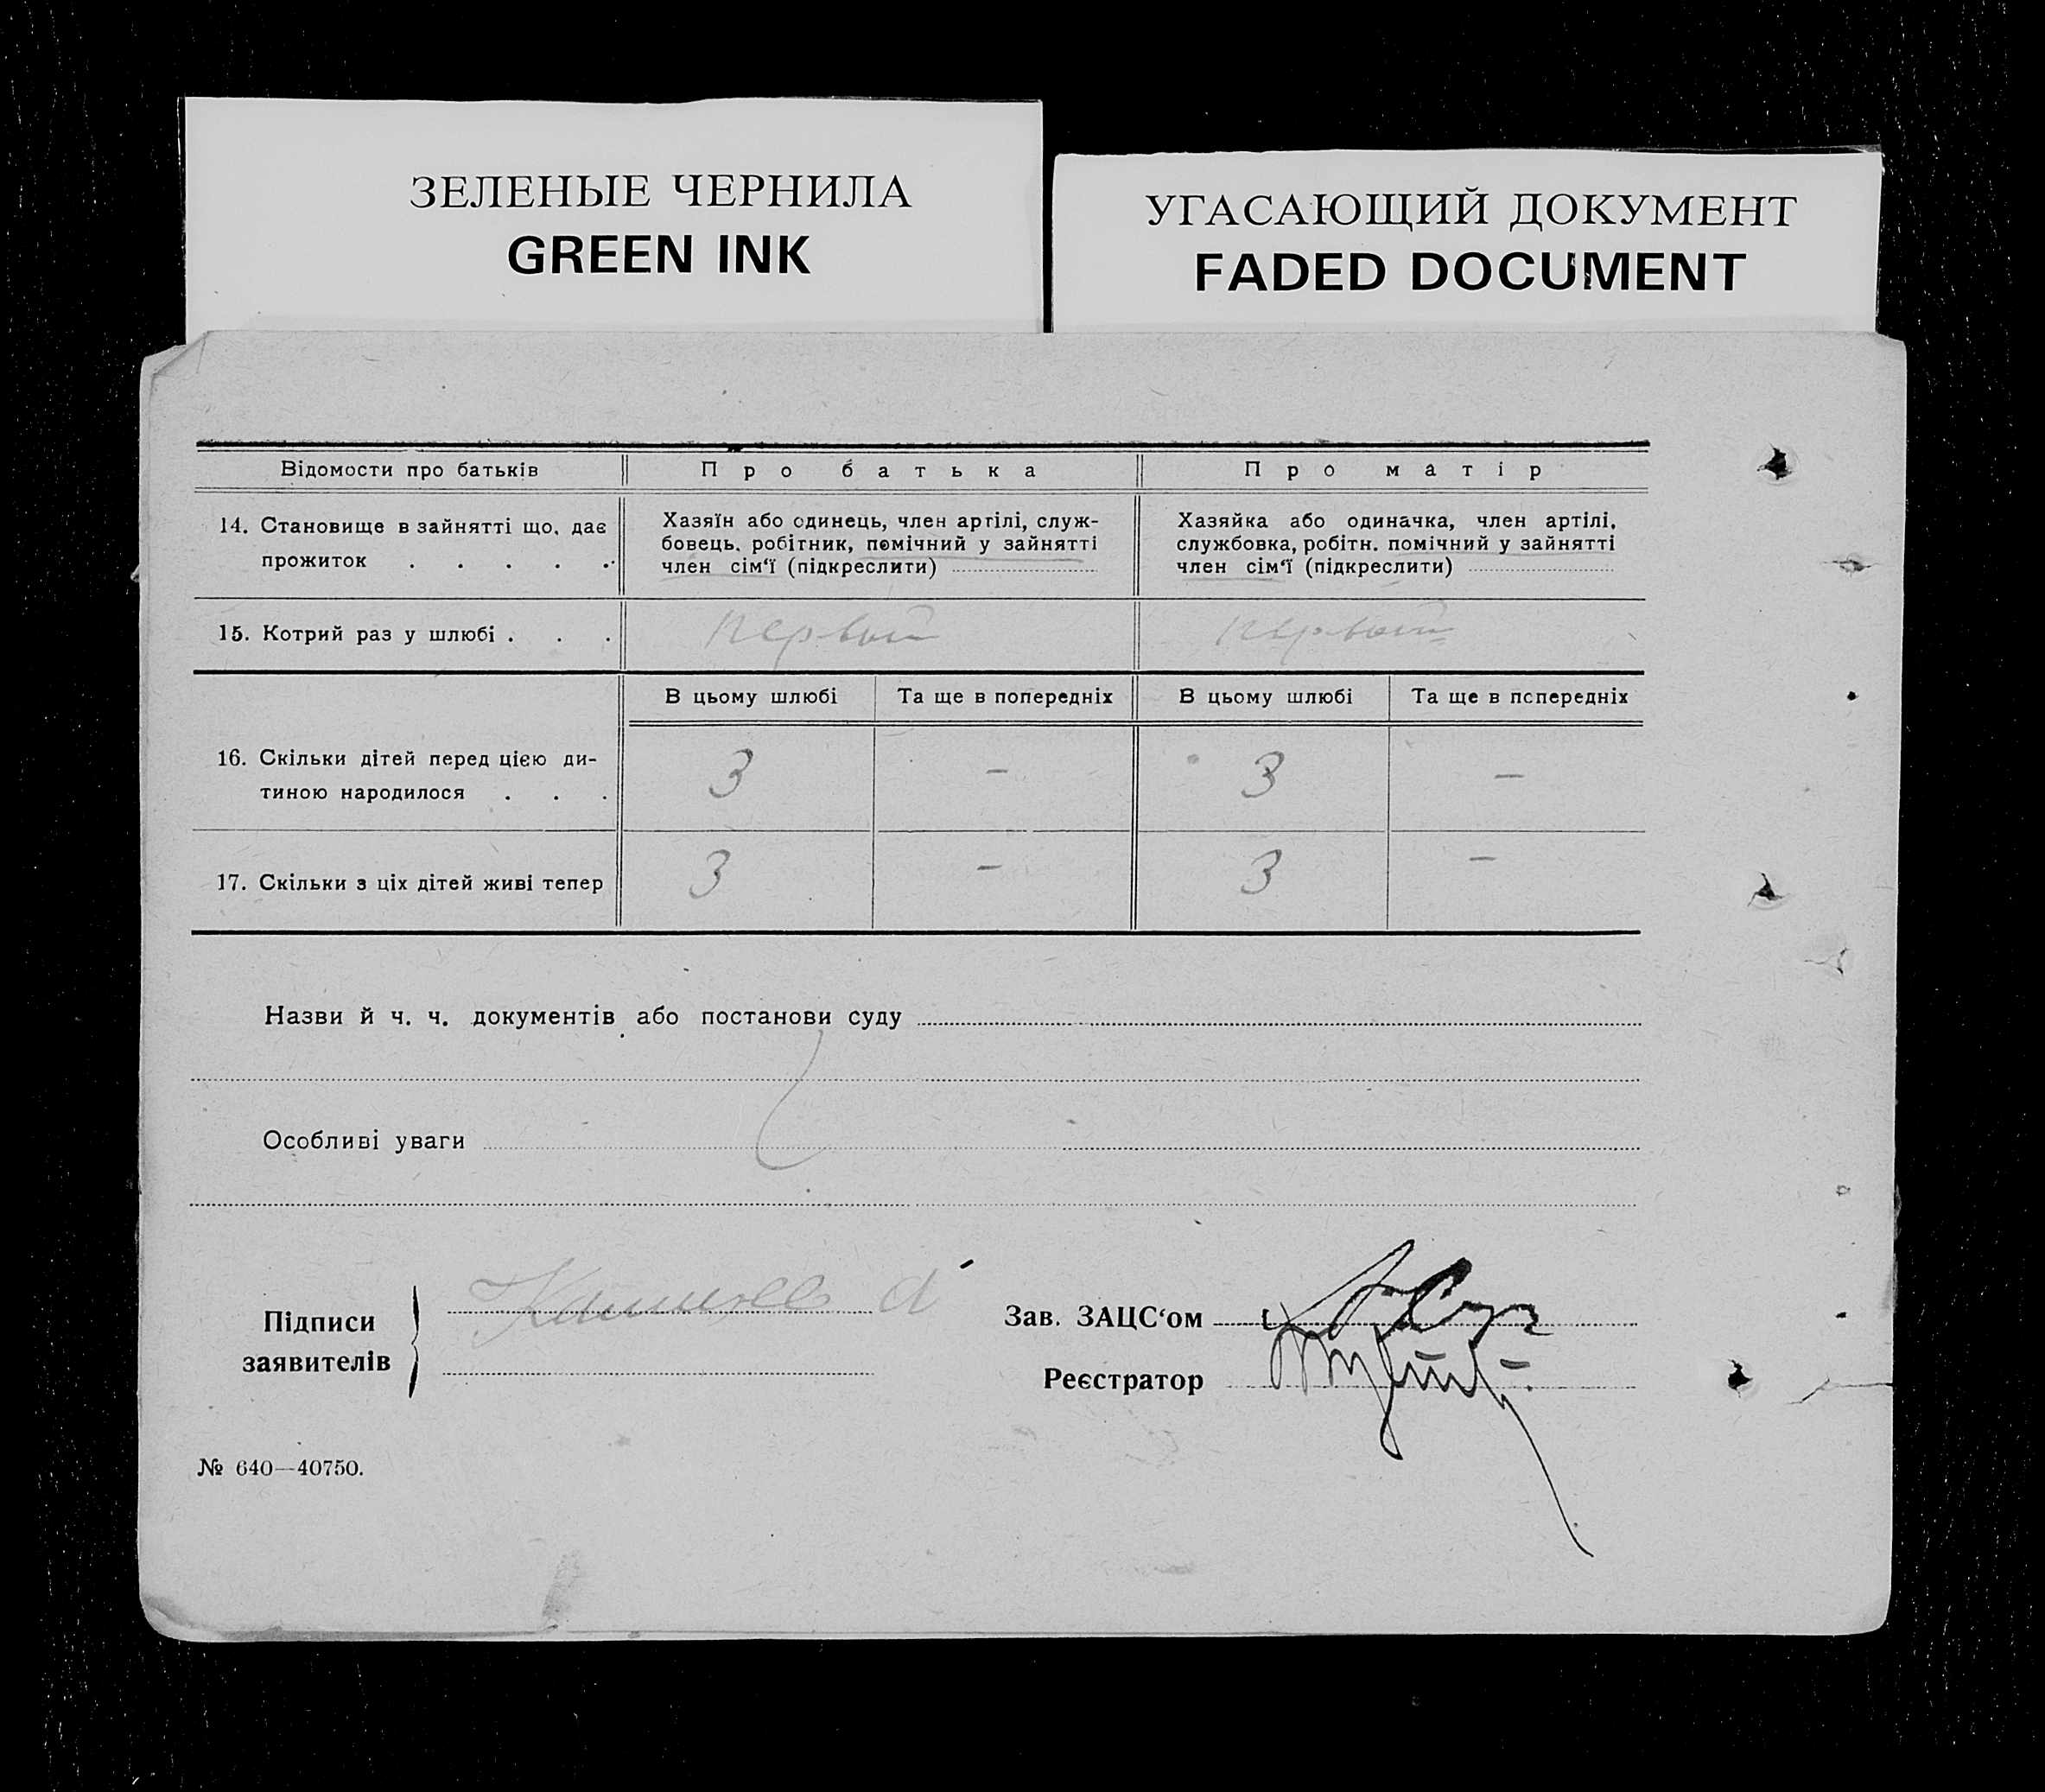 ЗЕЛЕНЫЕ ЧЕРНИЛА
GREEN INK
УГАСАЮЩИЙ ДОКУМЕНТ
FADED DOCUMENT
Відомости про батьків
Про батька
Про матір
14. Становище в зайнятті що, дає
прожиток . . . . .
Хазяїн або одинець, член артілі, служ-
бовець. робітник, помічний у зайнятті
член сім‘ї (підкреслити)
Хазяйка або одиначка, член артілі,
службовка, робітн. помічний у зайнятті
член сім‘ї (підкреслити)
15. Котрий раз у шлюбі . . .
первый
первый
В цьому шлюбі
Та ще в попередніх
В цьому шлюбі
Та ще в попередніх
16. Скільки дітей перед цією ди-
тиною народилося . . .
3 – 3 –
17. Скільки з ціх дітей живі тепер
3 – 3 –
Назви й ч. ч. документів або постанови суду
Особливі уваги
Підписи
заявителів
Зав. ЗАЦС‘ом
Реєстратор
№ 640—40750.